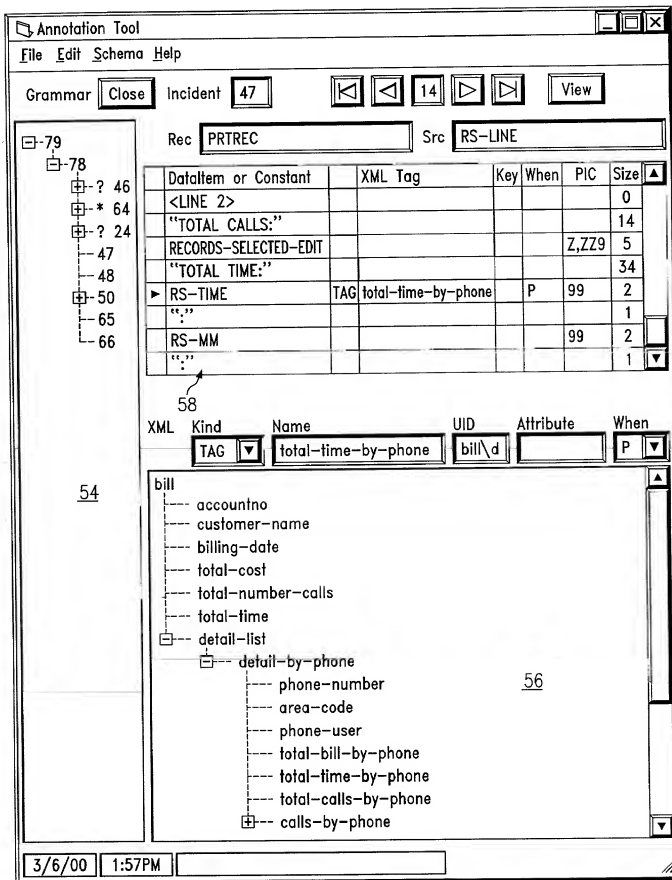 Annotation Tool
File Edit Schema Help
Grammar Close Incident 47 14 View
Rec PRTREC Src RS-LINE
79
78
? 46
* 64
? 24
47
48
50
65
66
54
DataItem or Constant XML Tag Key When PIC Size
<LINE 2> 0
“TOTAL CALLS:” 14
RECORDS-SELECTED-EDIT Z,ZZ9 5
“TOTAL TIME:” 34
RS-TIME TAG total-time-by-phone P 99 2
“:” 1
RS-MM 99 2
“:” 1
58
XML Kind Name UID Attribute When
TAG total-time-by-phone bill\d P
bill
accountno
customer-name
billing-date
total-cost
total-number-calls
total-time
detail-list
detail-by-phone
phone-number 56
area-code
phone-user
total-bill-by-phone
total-time-by-phone
total-calls-by-phone
calls-by-phone
3/6/00 1:57PM